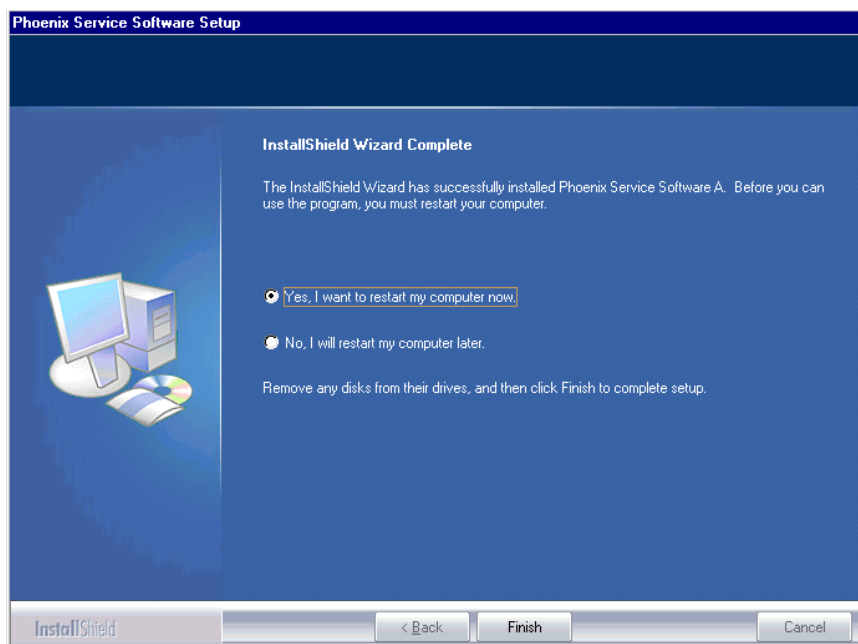 Phoenix Service Software Setup
InstallShield Wizard Complete
The InstallShield Wizard has successfully installed Phoenix Service Software A. Before you can
use the program, you must restart your computer.
Yes, I want to restart my computer now.
No, I will restart my computer later.
Remove any disks from their drives, and then click Finish to complete setup.
InstallShield
< Back
Finish
Cancel